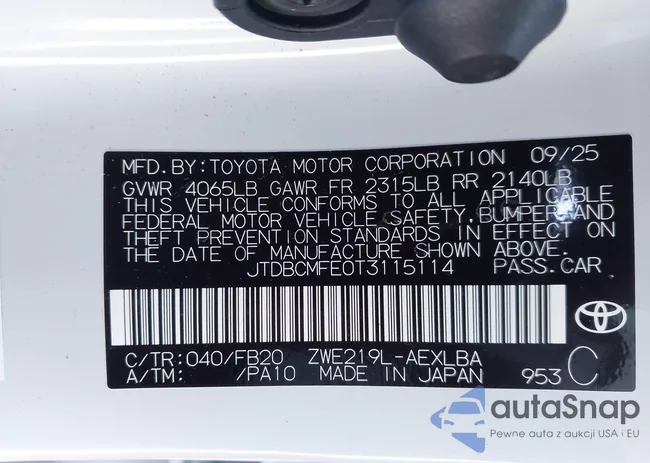 MFD.BY:TOYOTA MOTOR CORPORATION 09/25
GVWR 4065LB GAWR FR 2315LB RR 2140LB
THIS VEHICLE CONFORMS TO ALL APPLICABLE
FEDERAL MOTOR VEHICLE SAFETY, BUMPER AND
THEFT PREVENTION STANDARDS IN EFFECT ON
THE DATE OF MANUFACTURE SHOWN ABOVE.
JTDBCMFE0T3115114 PASS.CAR
C/TR:040/FB20 ZWE219L-AEXLBA
A/TM: /PA10 MADE IN JAPAN 953 C
autaSnap
Pewne auta z aukcji USA i EU